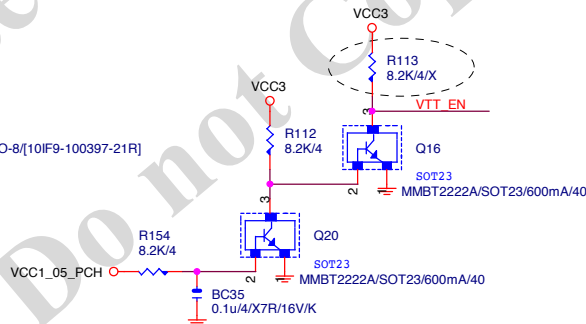 VCC3
R113
8.2K/4/X
VCC3
VTT_EN
3
R112
8.2K/4
Q16
O-8/[10IF9-100397-21R]
SOT23
2
1
MMBT2222A/SOT23/600mA/40
3
R154
8.2K/4
Q20
SOT23
VCC1_05_PCH
2
1
MMBT2222A/SOT23/600mA/40
BC35
0.1u/4/X7R/16V/K
Do not Co